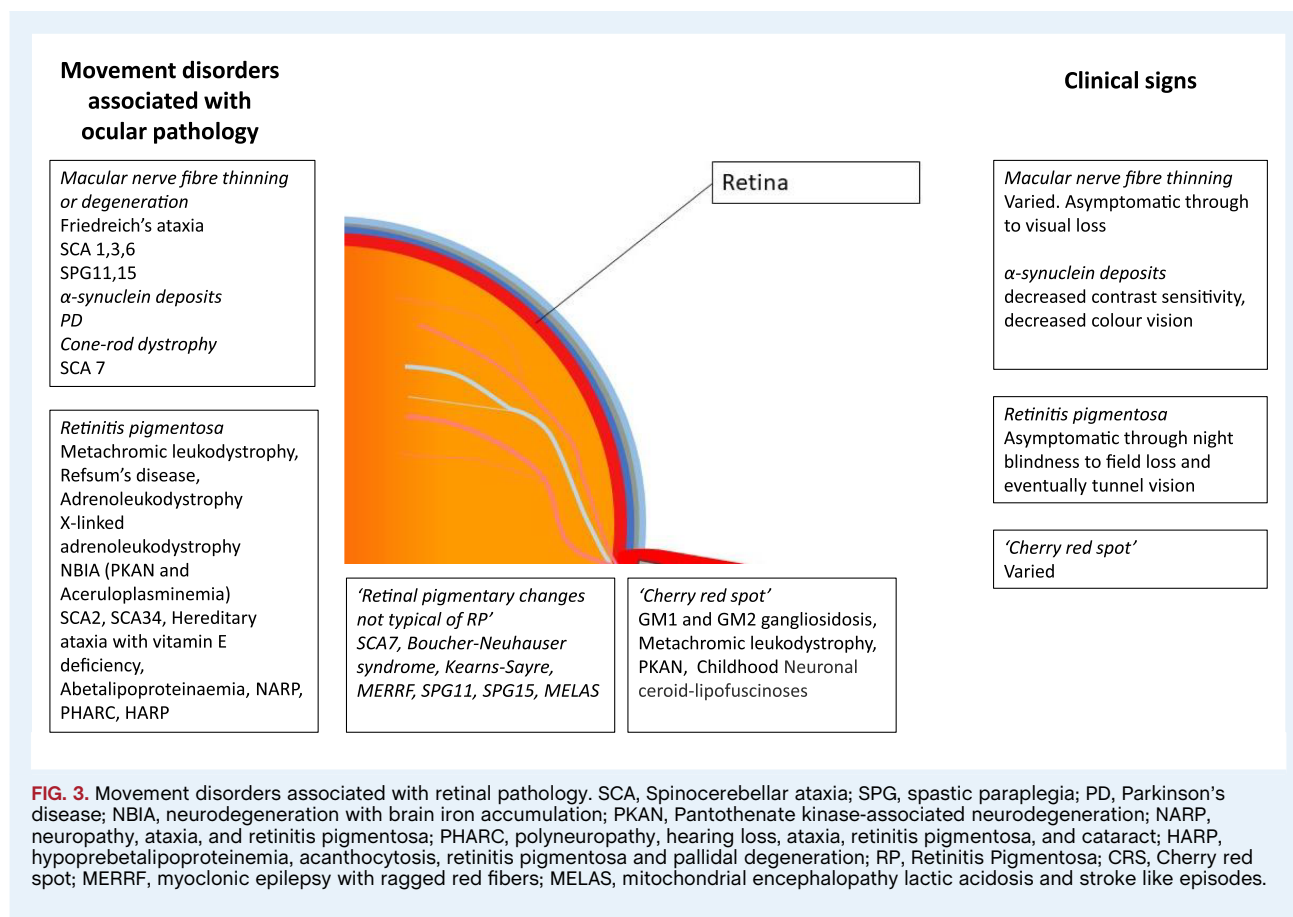 Movement disorders
associated with
ocular pathology
Macular nerve fibre thinning
or degeneration
Friedreich's ataxia
SCA 1,3,6
SPG11,15
α-synuclein deposits
PD
Cone-rod dystrophy
SCA 7
Retinitis pigmentosa
Metachromic leukodystrophy,
Refsum's disease,
Adrenoleukodystrophy
X-linked
adrenoleukodystrophy
NBIA (PKAN and
Aceruloplasminemia)
SCA2, SCA34, Hereditary
ataxia with vitamin E
deficiency,
Abetalipoproteinaemia, NARP,
PHARC, HARP
Retina
'Retinal pigmentary changes
not typical of RP'
SCA7, Boucher-Neuhauser
syndrome, Kearns-Sayre,
MERRF, SPG11, SPG15, MELAS
'Cherry red spot'
GM1 and GM2 gangliosidosis,
Metachromic leukodystrophy,
PKAN, Childhood Neuronal
ceroid-lipofuscinoses
Clinical signs
Macular nerve fibre thinning
Varied. Asymptomatic through
to visual loss
α-synuclein deposits
decreased contrast sensitivity,
decreased colour vision
Retinitis pigmentosa
Asymptomatic through night
blindness to field loss and
eventually tunnel vision
'Cherry red spot'
Varied
FIG. 3. Movement disorders associated with retinal pathology. SCA, Spinocerebellar ataxia; SPG, spastic paraplegia; PD, Parkinson's
disease; NBIA, neurodegeneration with brain iron accumulation; PKAN, Pantothenate kinase-associated neurodegeneration; NARP,
neuropathy, ataxia, and retinitis pigmentosa; PHARC, polyneuropathy, hearing loss, ataxia, retinitis pigmentosa, and cataract; HARP,
hypoprebetalipoproteinemia, acanthocytosis, retinitis pigmentosa and pallidal degeneration; RP, Retinitis Pigmentosa; CRS, Cherry red
spot; MERRF, myoclonic epilepsy with ragged red fibers; MELAS, mitochondrial encephalopathy lactic acidosis and stroke like episodes.